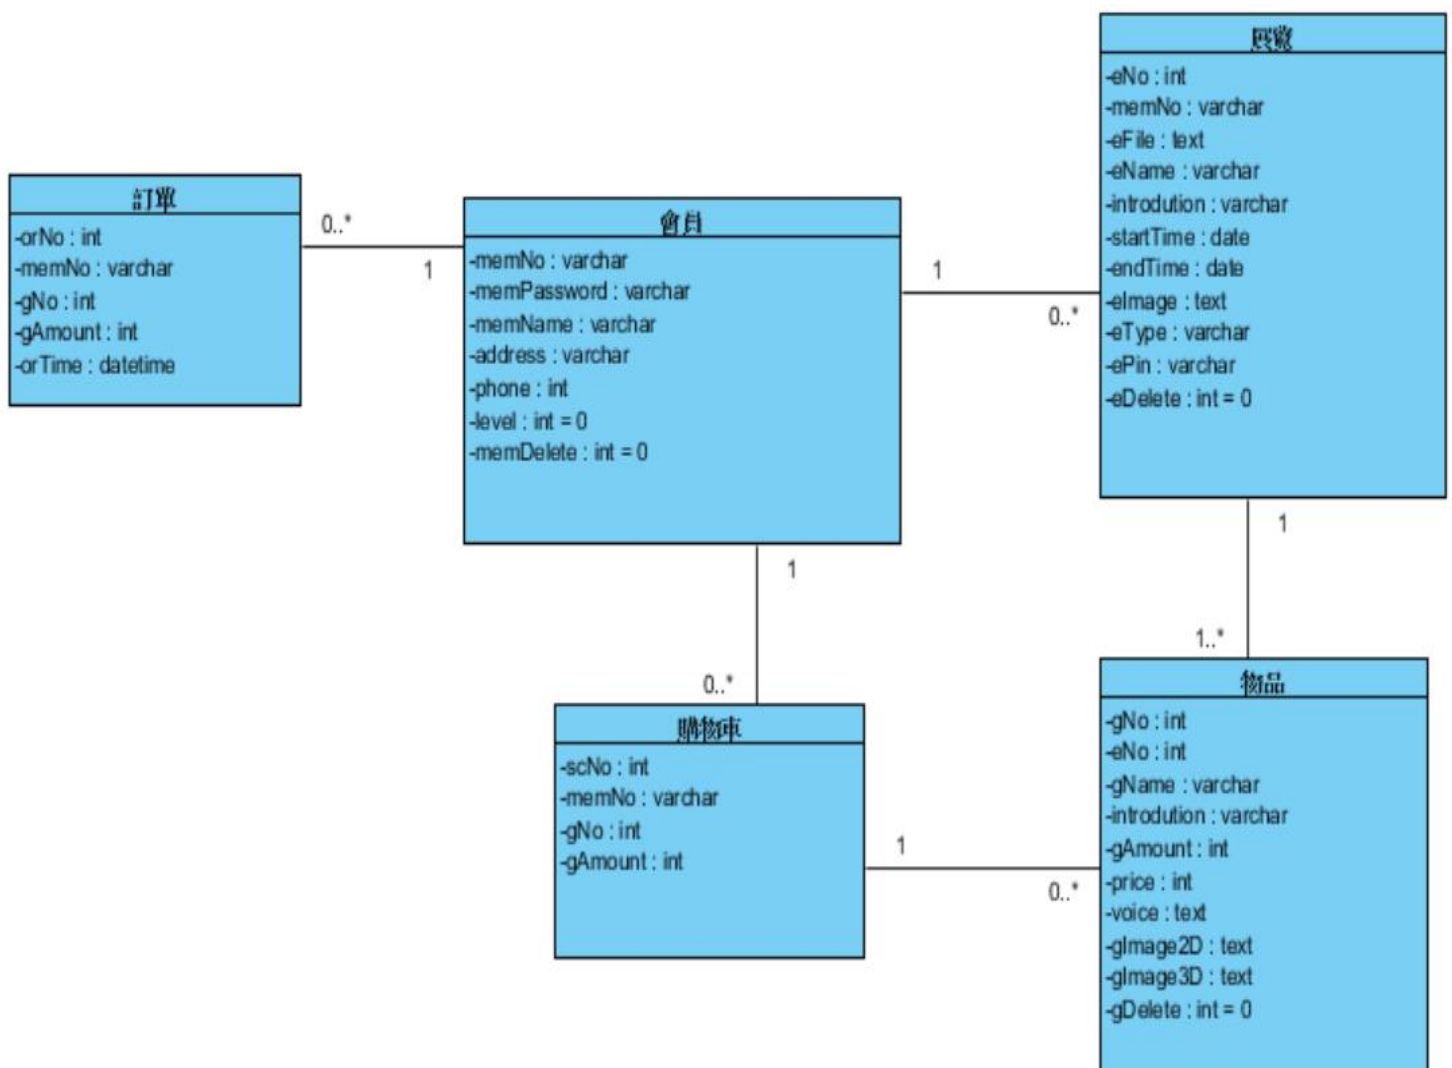 展覽
-eNo : int
-memNo : varchar
-eFile : text
-eName : varchar
-introdution : varchar
-startTime : date
-endTime : date
-eImage : text
-eType : varchar
-ePin : varchar
-eDelete : int = 0
訂單
-orNo : int
-memNo : varchar
-gNo : int
-gAmount : int
-orTime : datetime
0..*
1
會員
-memNo : varchar
-memPassword : varchar
-memName : varchar
-address : varchar
-phone : int
-level : int = 0
-memDelete : int = 0
1
0..*
1
0..*
1
1..*
購物車
-scNo : int
-memNo : varchar
-gNo : int
-gAmount : int
1
0..*
物品
-gNo : int
-eNo : int
-gName : varchar
-introdution : varchar
-gAmount : int
-price : int
-voice : text
-gImage2D : text
-gImage3D : text
-gDelete : int = 0